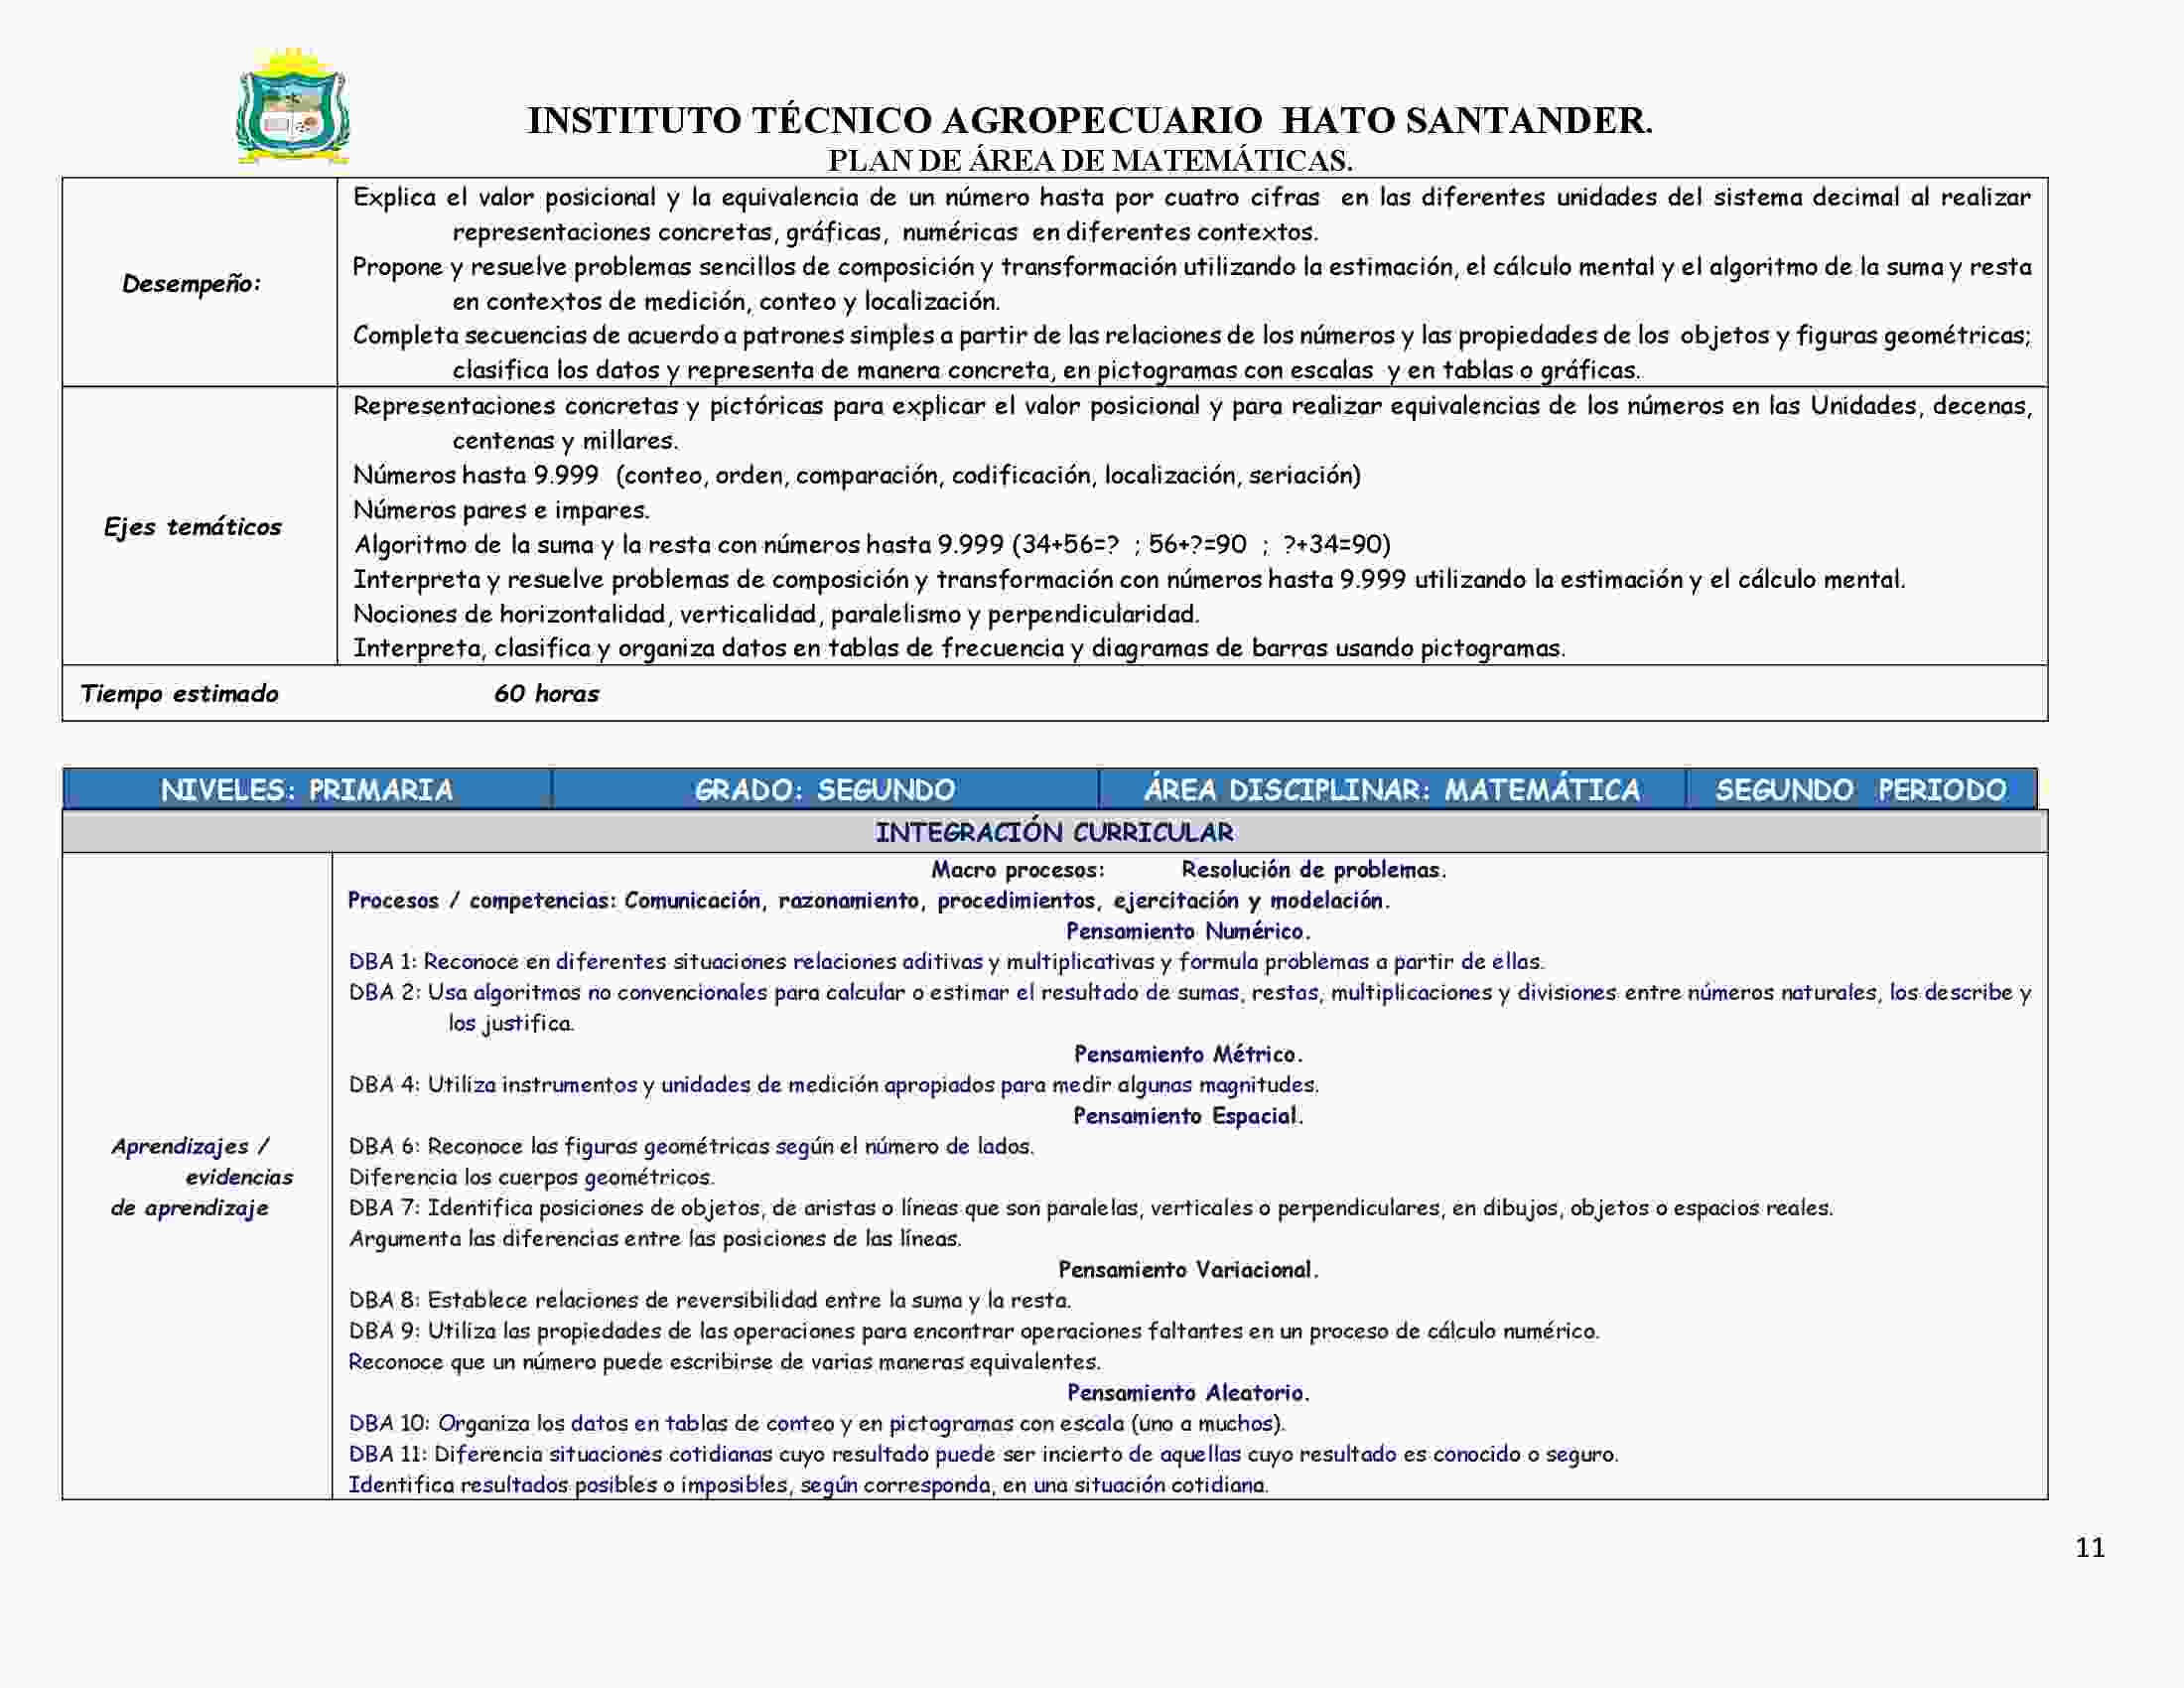 INSTITUTO TÉCNICO AGROPECUARIO HATO SANTANDER.
PLAN DE ÁREA DE MATEMÁTICAS.
Desempeño:
Explica el valor posicional y la equivalencia de un número hasta por cuatro cifras en las diferentes unidades del sistema decimal al realizar
representaciones concretas, gráficas, numéricas en diferentes contextos.
Propone y resuelve problemas sencillos de composición y transformación utilizando la estimación, el cálculo mental y el algoritmo de la suma y resta
en contextos de medición, conteo y localización.
Completa secuencias de acuerdo a patrones simples a partir de las relaciones de los números y las propiedades de los objetos y figuras geométricas;
clasifica los datos y representa de manera concreta, en pictogramas con escalas y en tablas o gráficas.
Ejes temáticos
Representaciones concretas y pictóricas para explicar el valor posicional y para realizar equivalencias de los números en las Unidades, decenas,
centenas y millares.
Números hasta 9.999 (conteo, orden, comparación, codificación, localización, seriación)
Números pares e impares.
Algoritmo de la suma y la resta con números hasta 9.999 (34+56=? ; 56+?=90 ; ?+34=90)
Interpreta y resuelve problemas de composición y transformación con números hasta 9.999 utilizando la estimación y el cálculo mental.
Nociones de horizontalidad, verticalidad, paralelismo y perpendicularidad.
Interpreta, clasifica y organiza datos en tablas de frecuencia y diagramas de barras usando pictogramas.
Tiempo estimado 60 horas
NIVELES: PRIMARIA GRADO: SEGUNDO ÁREA DISCIPLINAR: MATEMÁTICA SEGUNDO PERIODO
INTEGRACIÓN CURRICULAR
Aprendizajes /
evidencias
de aprendizaje
Macro procesos: Resolución de problemas.
Procesos / competencias: Comunicación, razonamiento, procedimientos, ejercitación y modelación.
Pensamiento Numérico.
DBA 1: Reconoce en diferentes situaciones relaciones aditivas y multiplicativas y formula problemas a partir de ellas.
DBA 2: Usa algoritmos no convencionales para calcular o estimar el resultado de sumas, restas, multiplicaciones y divisiones entre números naturales, los describe y
los justifica.
Pensamiento Métrico.
DBA 4: Utiliza instrumentos y unidades de medición apropiados para medir algunas magnitudes.
Pensamiento Espacial.
DBA 6: Reconoce las figuras geométricas según el número de lados.
Diferencia los cuerpos geométricos.
DBA 7: Identifica posiciones de objetos, de aristas o líneas que son paralelas, verticales o perpendiculares, en dibujos, objetos o espacios reales.
Argumenta las diferencias entre las posiciones de las líneas.
Pensamiento Variacional.
DBA 8: Establece relaciones de reversibilidad entre la suma y la resta.
DBA 9: Utiliza las propiedades de las operaciones para encontrar operaciones faltantes en un proceso de cálculo numérico.
Reconoce que un número puede escribirse de varias maneras equivalentes.
Pensamiento Aleatorio.
DBA 10: Organiza los datos en tablas de conteo y en pictogramas con escala (uno a muchos).
DBA 11: Diferencia situaciones cotidianas cuyo resultado puede ser incierto de aquellas cuyo resultado es conocido o seguro.
Identifica resultados posibles o imposibles, según corresponda, en una situación cotidiana.
11